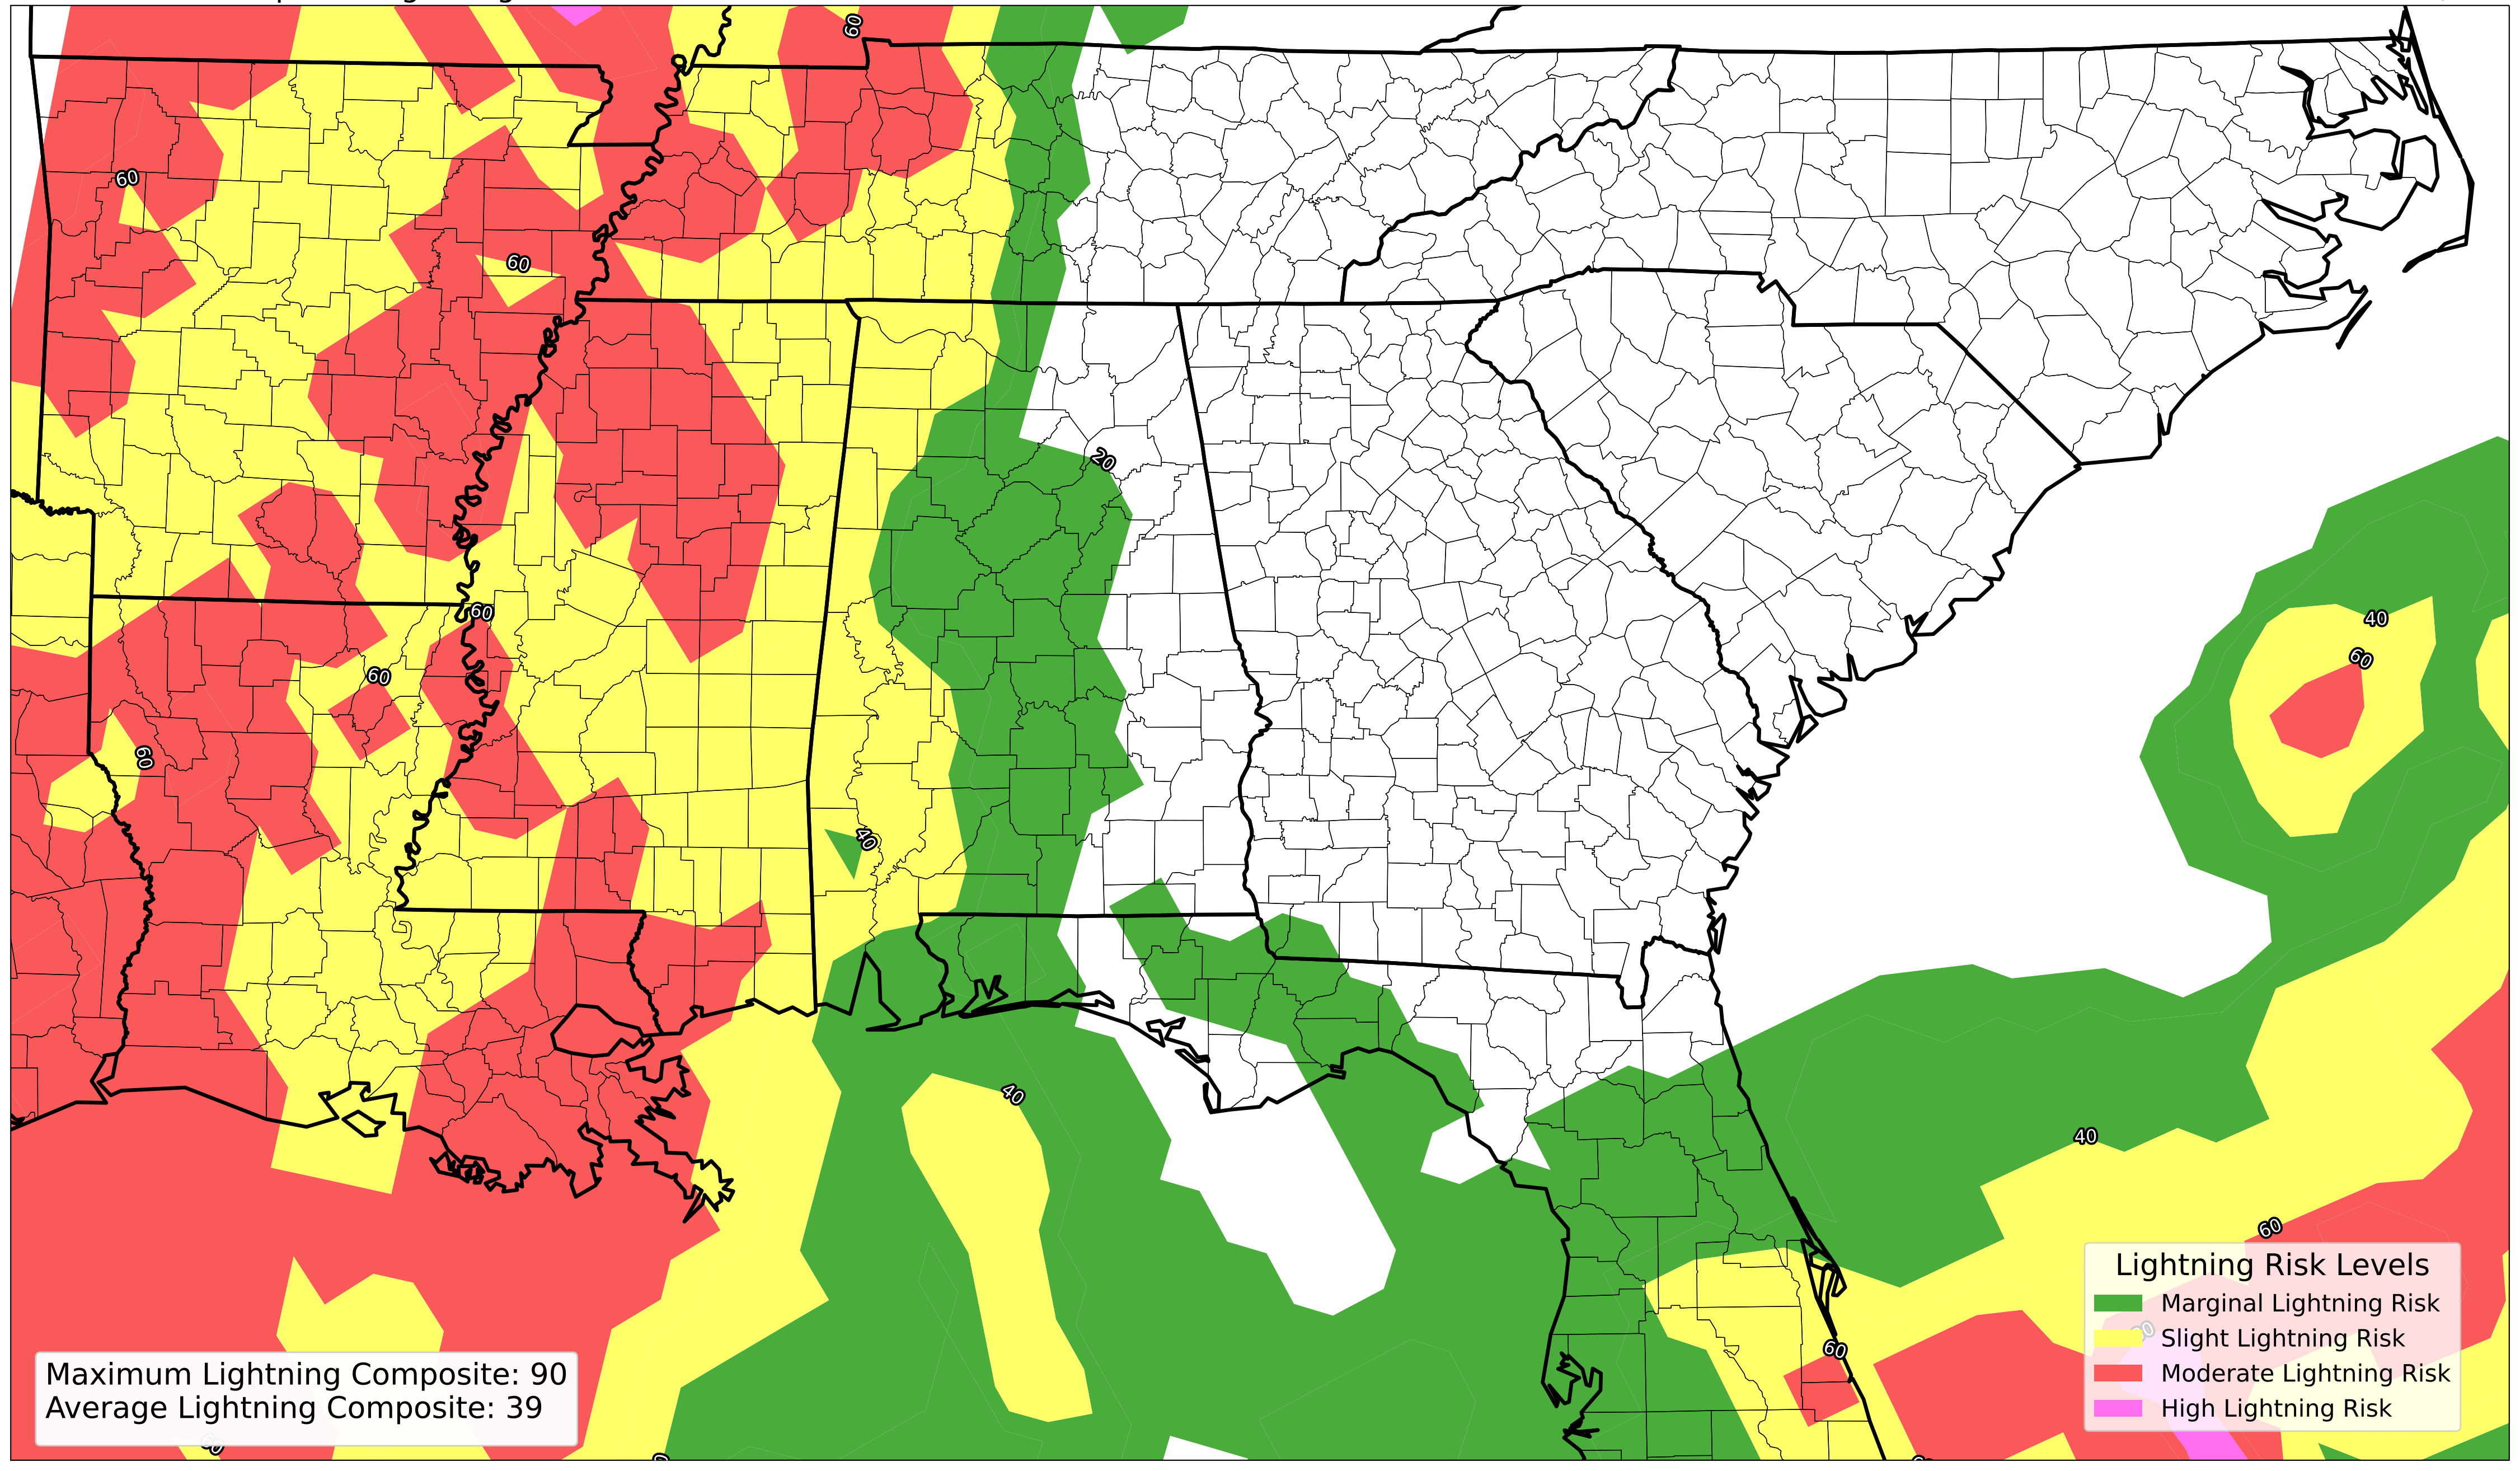 60
60
60
20
60
40
60
60
60
40
40
40
60
60
Lightning Risk Levels
Marginal Lightning Risk
Slight Lightning Risk
Moderate Lightning Risk
High Lightning Risk
Maximum Lightning Composite: 90
Average Lightning Composite: 39